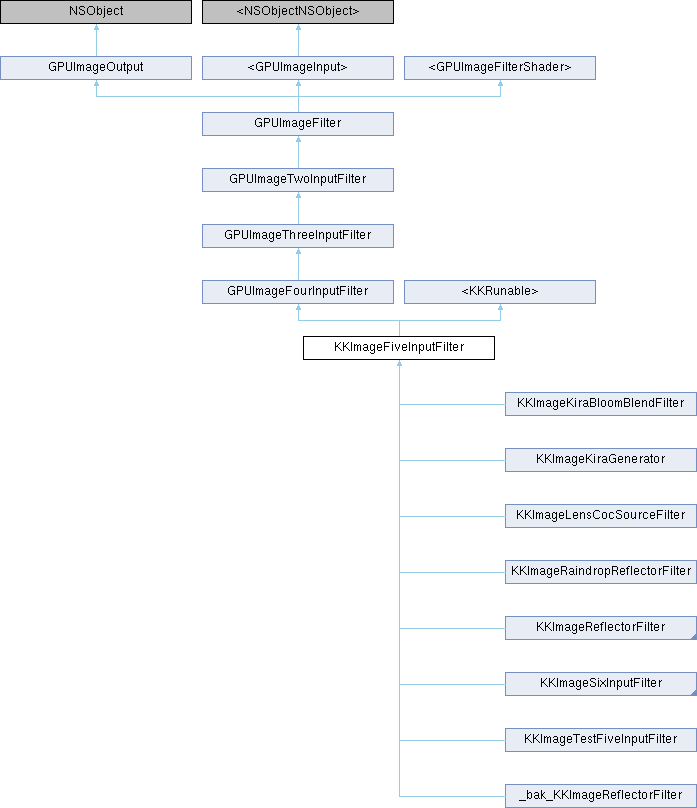 NSObject
<NSObjectNSObject>
GPUImageOutput
<GPUImageInput>
<GPUImageFilterShader>
GPUImageFilter
GPUImageTwoInputFilter
GPUImageThreeInputFilter
GPUImageFourInputFilter
<KKRunable>
KKImageFiveInputFilter
KKImageKiraBloomBlendFilter
KKImageKiraGenerator
KKImageLensCocSourceFilter
KKImageRaindropReflectorFilter
KKImageReflectorFilter
KKImageSixInputFilter
KKImageTestFiveInputFilter
_bak_KKImageReflectorFilter